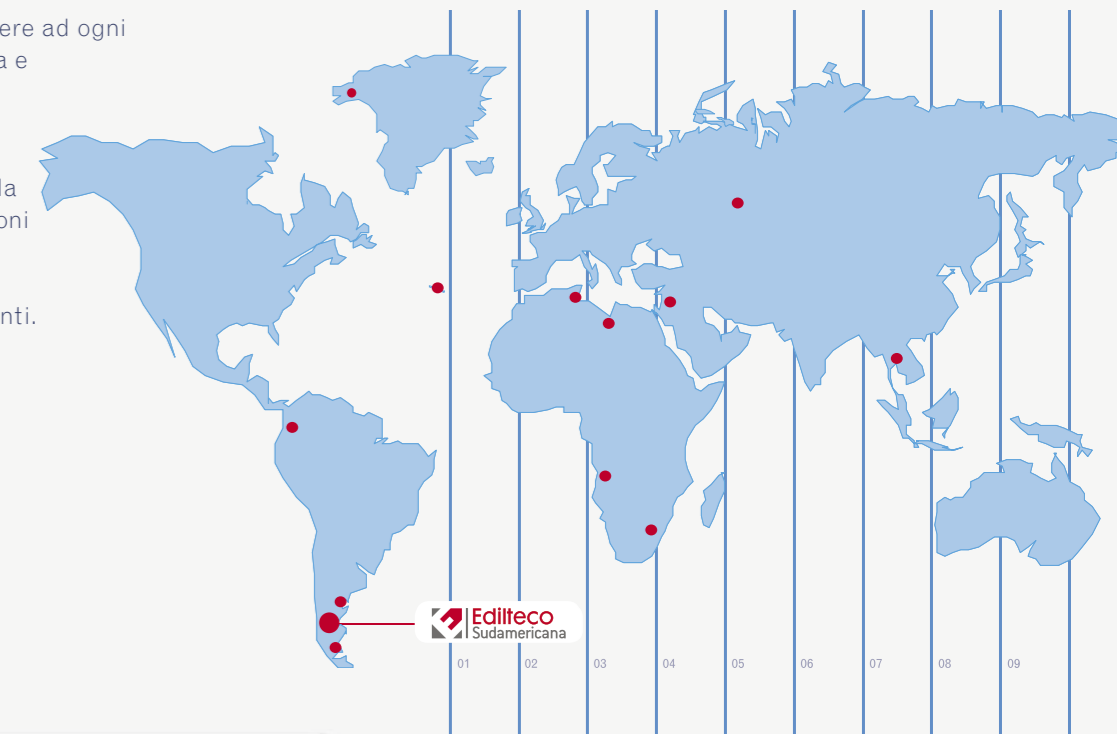 ere ad ogni
a e
la
oni
nti.
Edilteco
Sudamericana
01
02
03
04
05
06
07
08
09